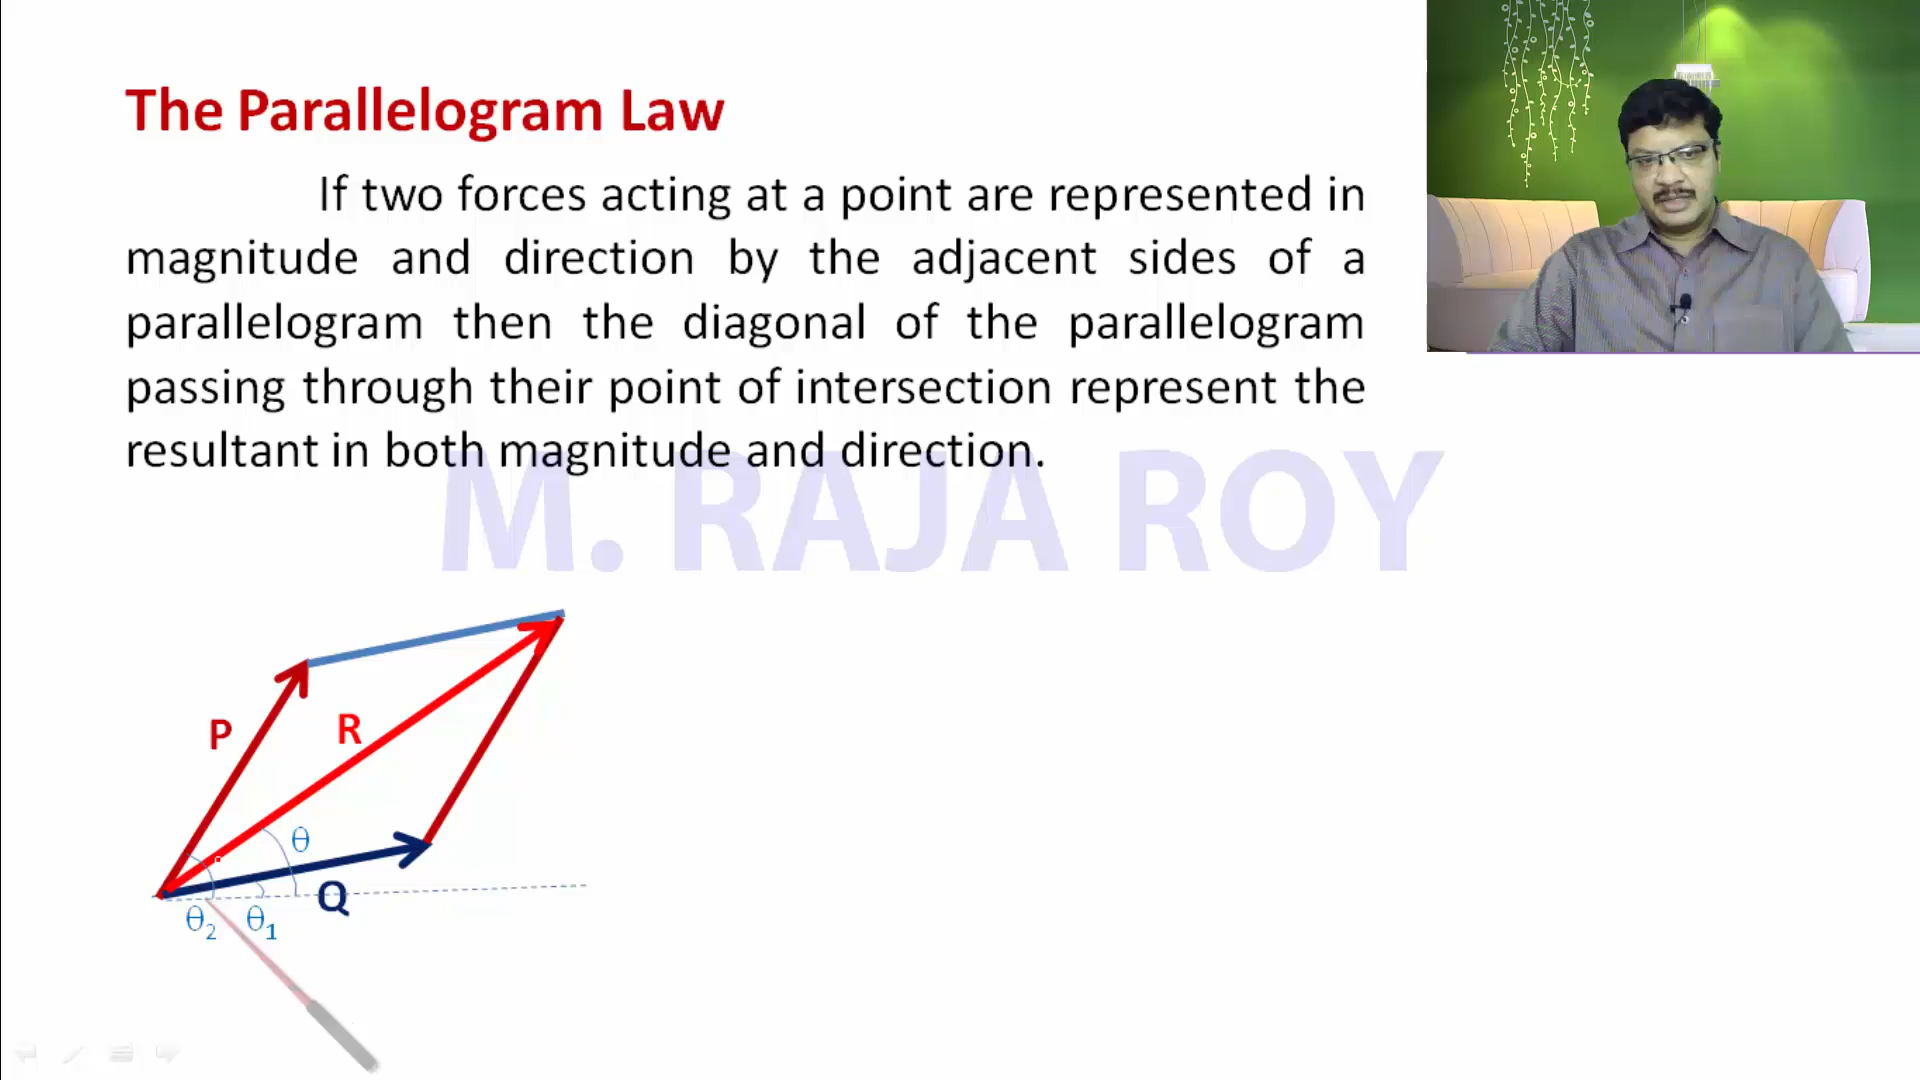 The Parallelogram Law
If two forces acting at a point are represented in
magnitude and direction by the adjacent sides of a
parallelogram then the diagonal of the parallelogram
passing through their point of intersection represent the
resultant in both magnitude and direction.
M. RAJA ROY
P
R
θ
Q
θ₂ θ₁